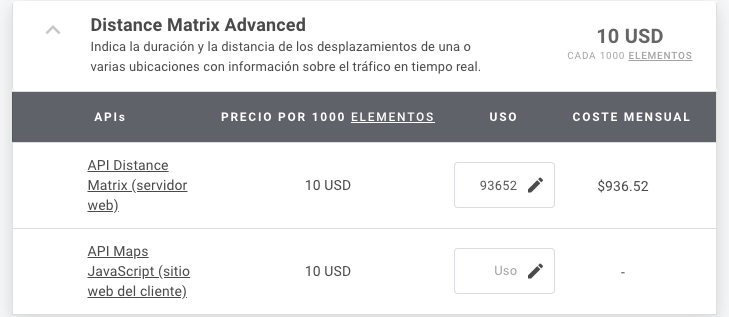 Distance Matrix Advanced
Indica la duración y la distancia de los desplazamientos de una o
varias ubicaciones con información sobre el tráfico en tiempo real.
10 USD
CADA 1000 ELEMENTOS
APIs PRECIO POR 1000 ELEMENTOS USO COSTE MENSUAL
API Distance
Matrix (servidor
web)
10 USD 93652 $936.52
API Maps
JavaScript (sitio
web del cliente)
10 USD Uso -